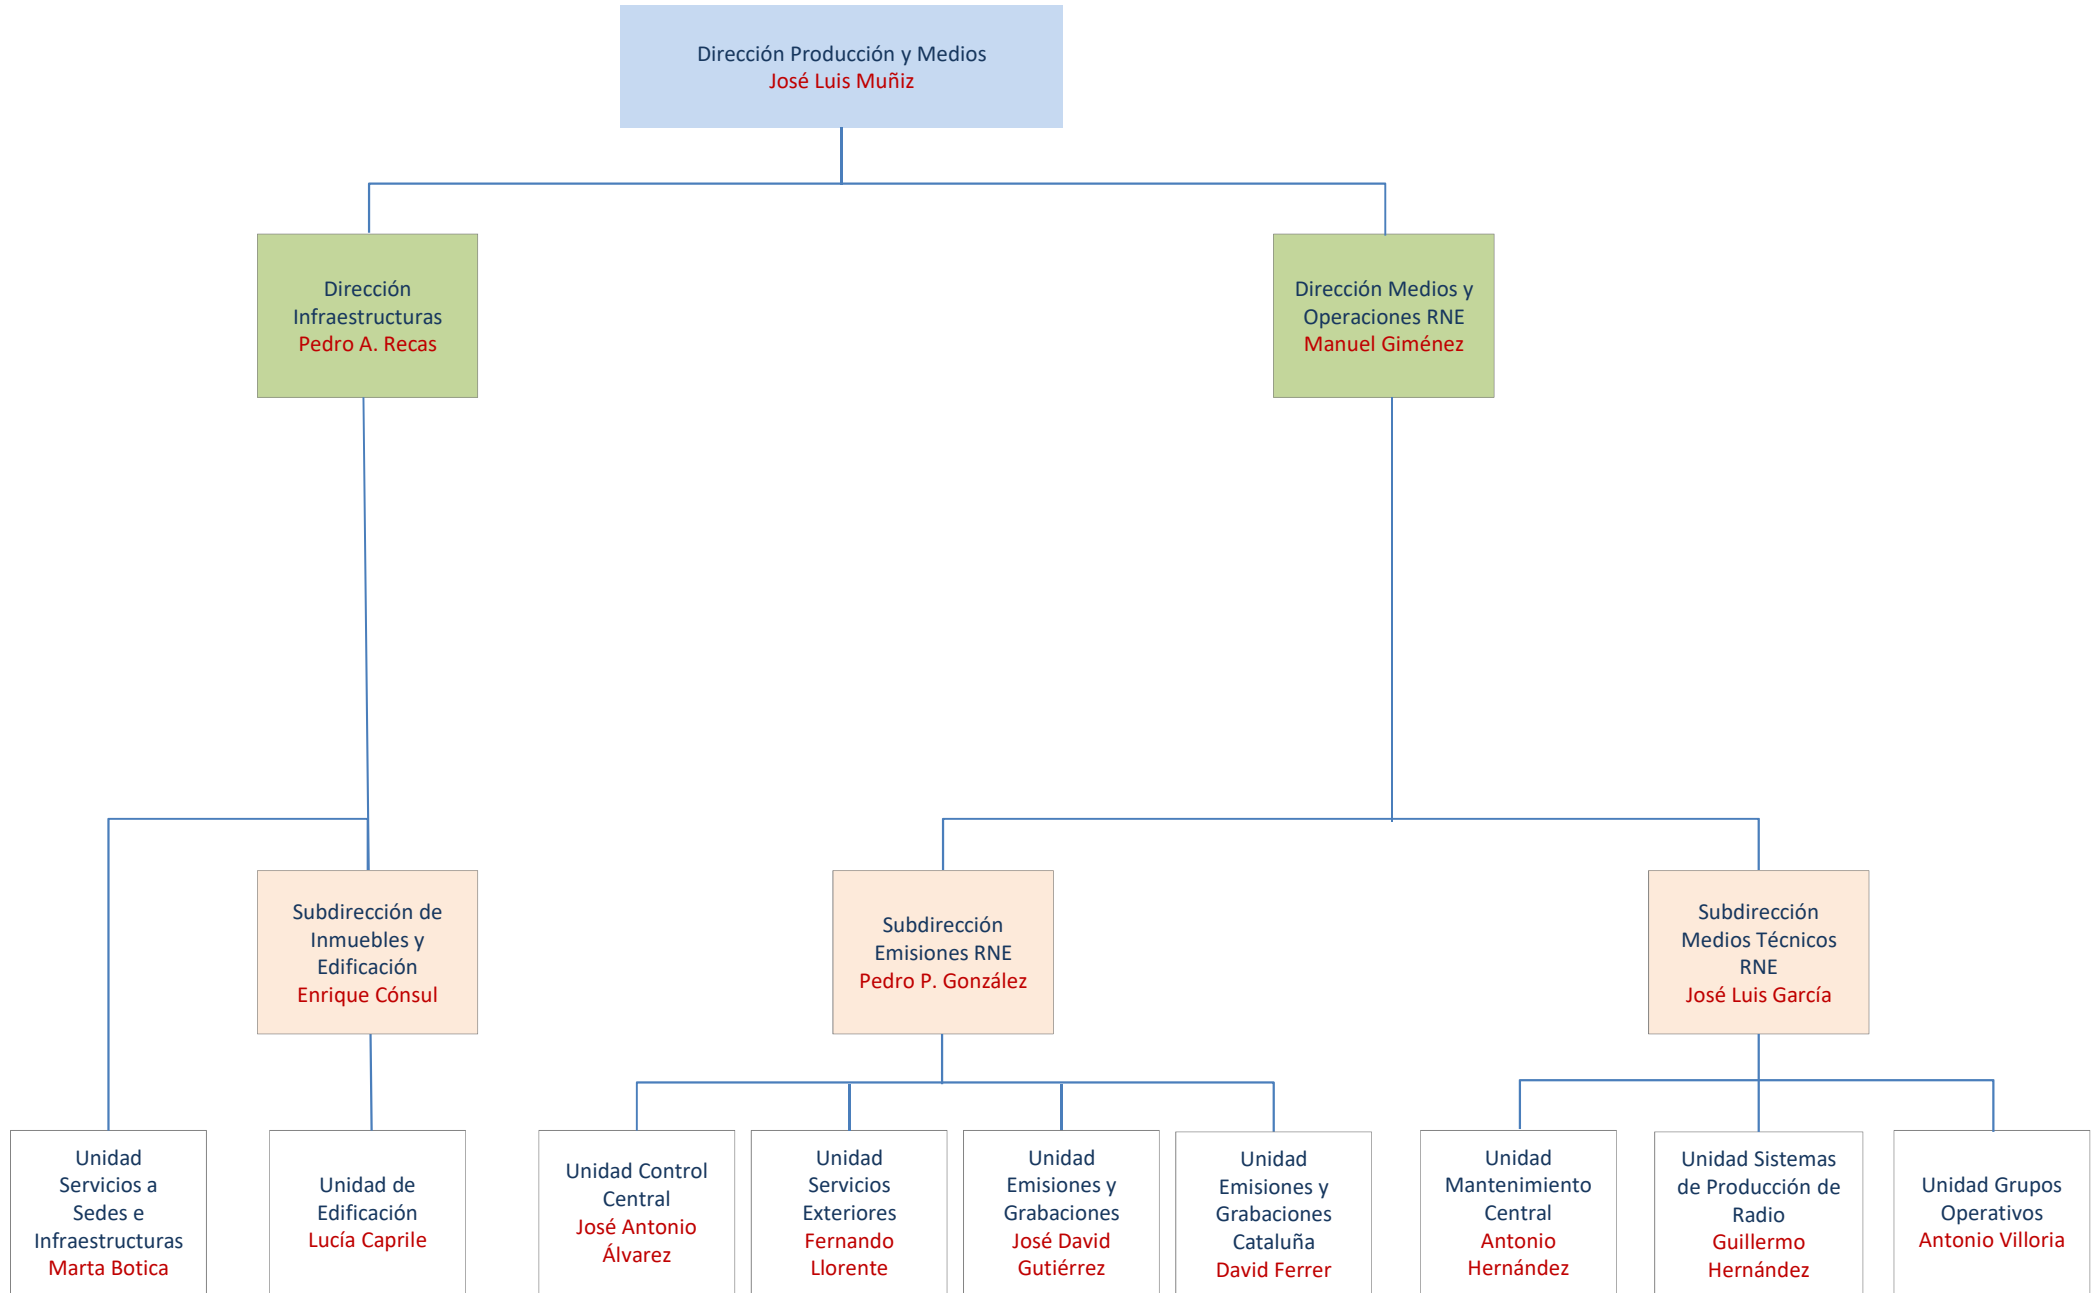 Dirección Producción y Medios
José Luis Muñiz
Dirección
Infraestructuras
Pedro A. Recas
Dirección Medios y
Operaciones RNE
Manuel Giménez
Subdirección de
Inmuebles y
Edificación
Enrique Cónsul
Subdirección
Emisiones RNE
Pedro P. González
Subdirección
Medios Técnicos
RNE
José Luis García
Unidad
Servicios a
Sedes e
Infraestructuras
Marta Botica
Unidad de
Edificación
Lucía Caprile
Unidad Control
Central
José Antonio
Álvarez
Unidad
Servicios
Exteriores
Fernando
Llorente
Unidad
Emisiones y
Grabaciones
José David
Gutiérrez
Unidad
Emisiones y
Grabaciones
Cataluña
David Ferrer
Unidad
Mantenimiento
Central
Antonio
Hernández
Unidad Sistemas
de Producción de
Radio
Guillermo
Hernández
Unidad Grupos
Operativos
Antonio Villoria